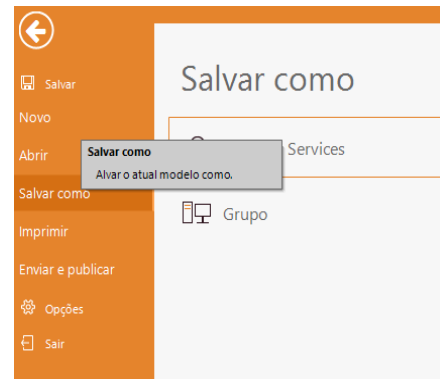 Salvar
Salvar como
Novo
Services
Abrir
Salvar como
Alvar o atual modelo como.
Salvar como
Grupo
Imprimir
Enviar e publicar
Opções
Sair